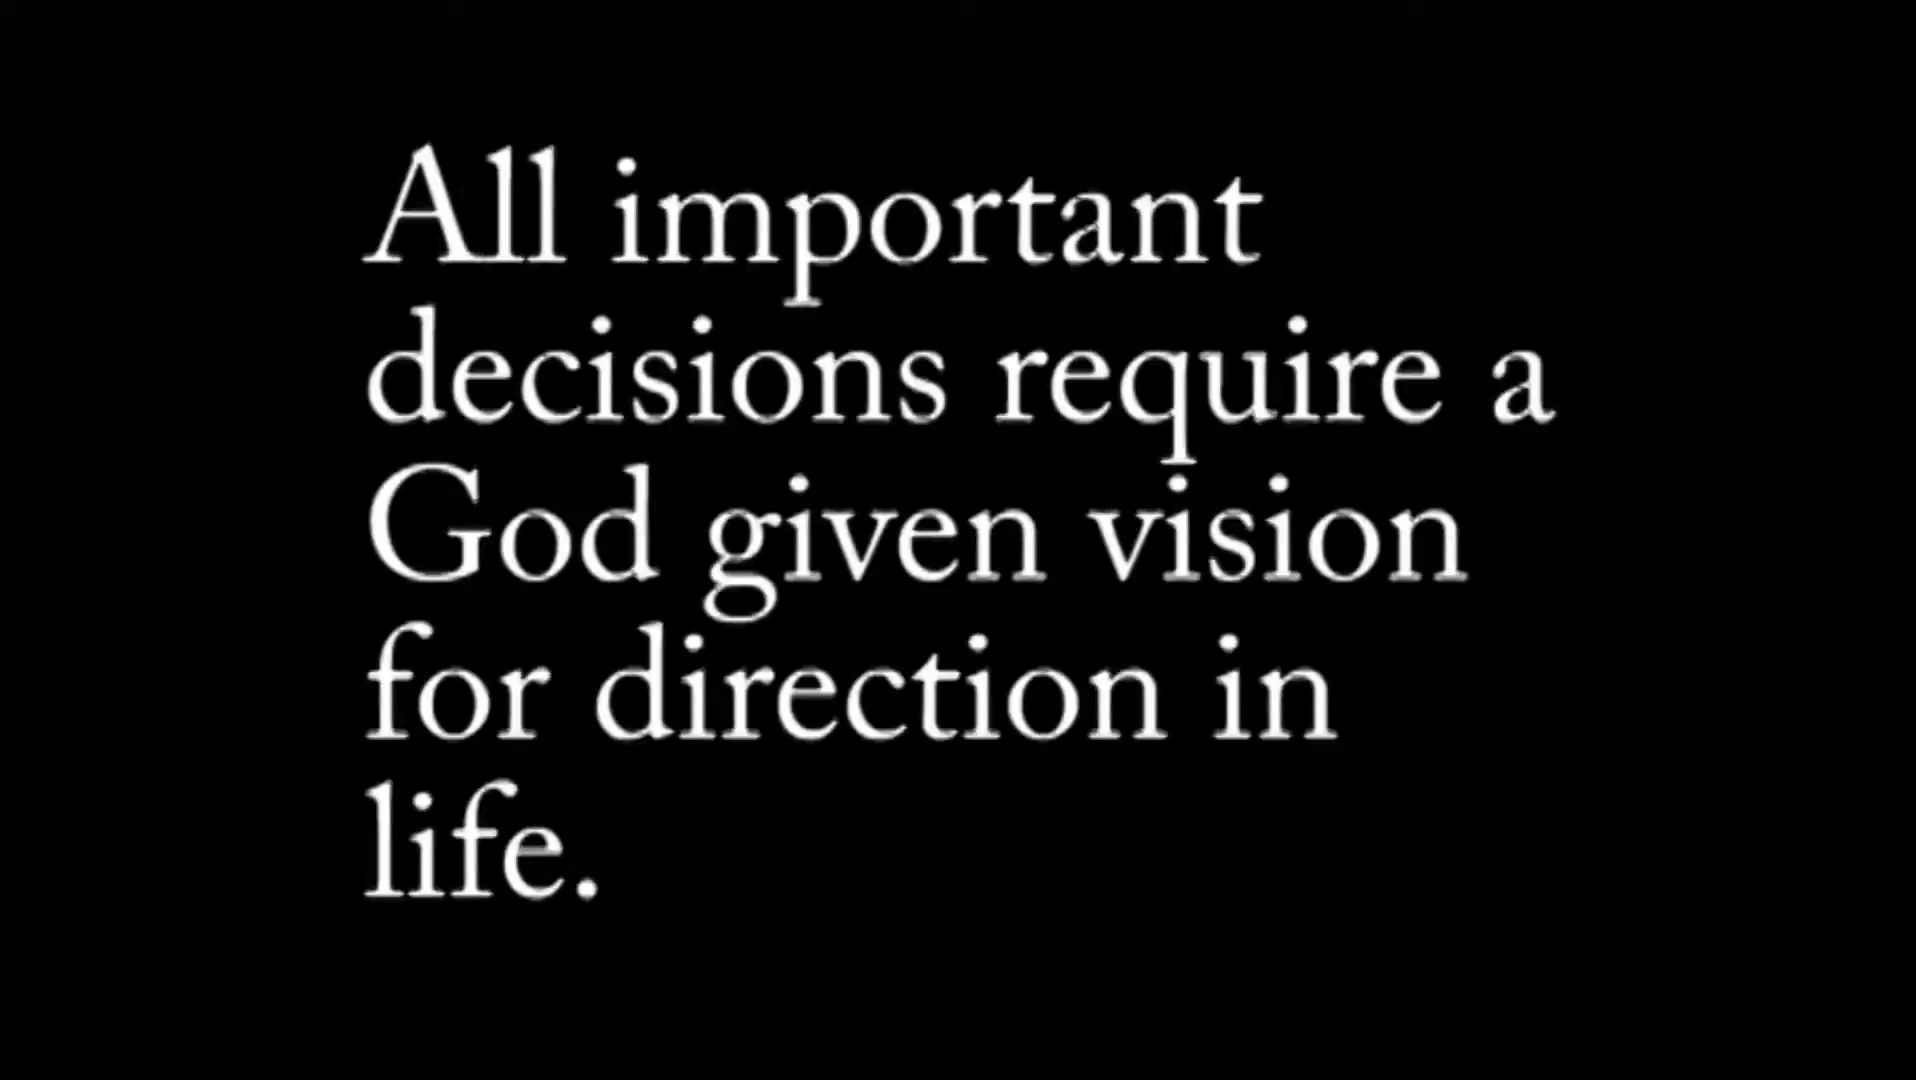 All important
decisions require a
God given vision
for direction in
life.